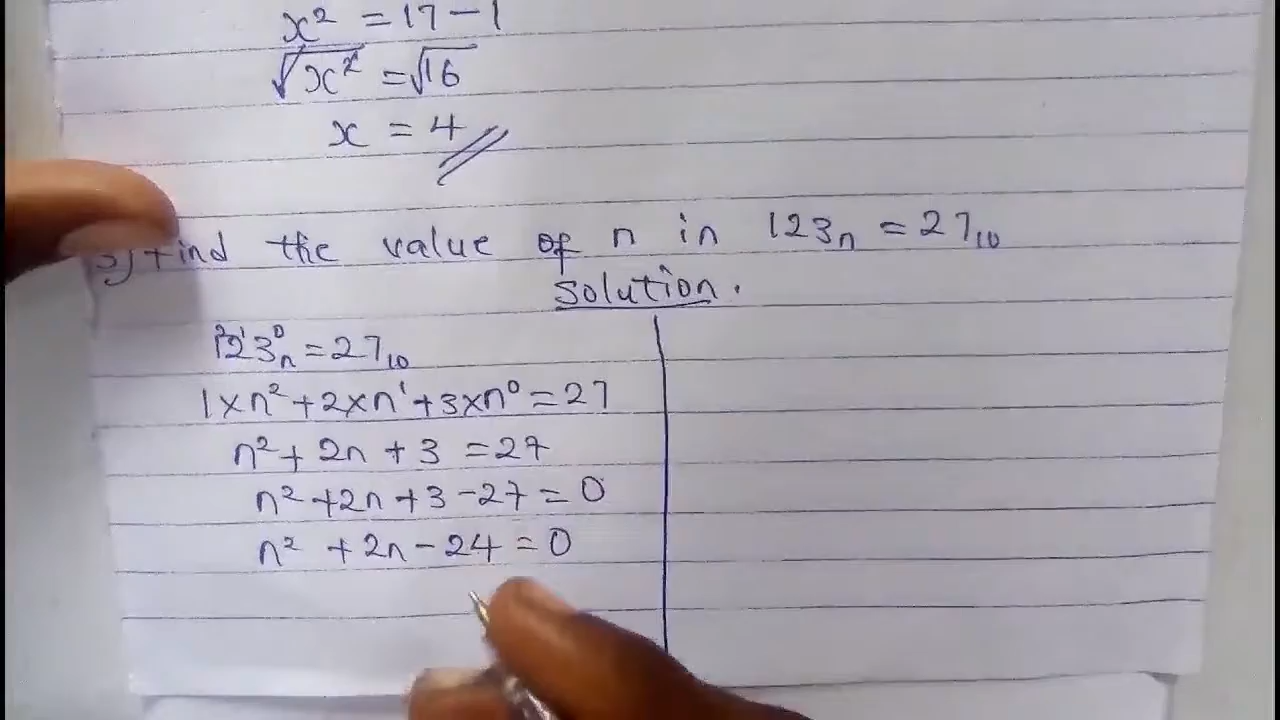 x² = 17 - 1
√x² = √16
x = 4
3) Find the value of n in 123ₙ = 27₁₀
Solution.
1²2¹3⁰ₙ = 27₁₀
1×n² + 2×n¹ + 3×n⁰ = 27
n² + 2n + 3 = 27
n² + 2n + 3 - 27 = 0
n² + 2n - 24 = 0